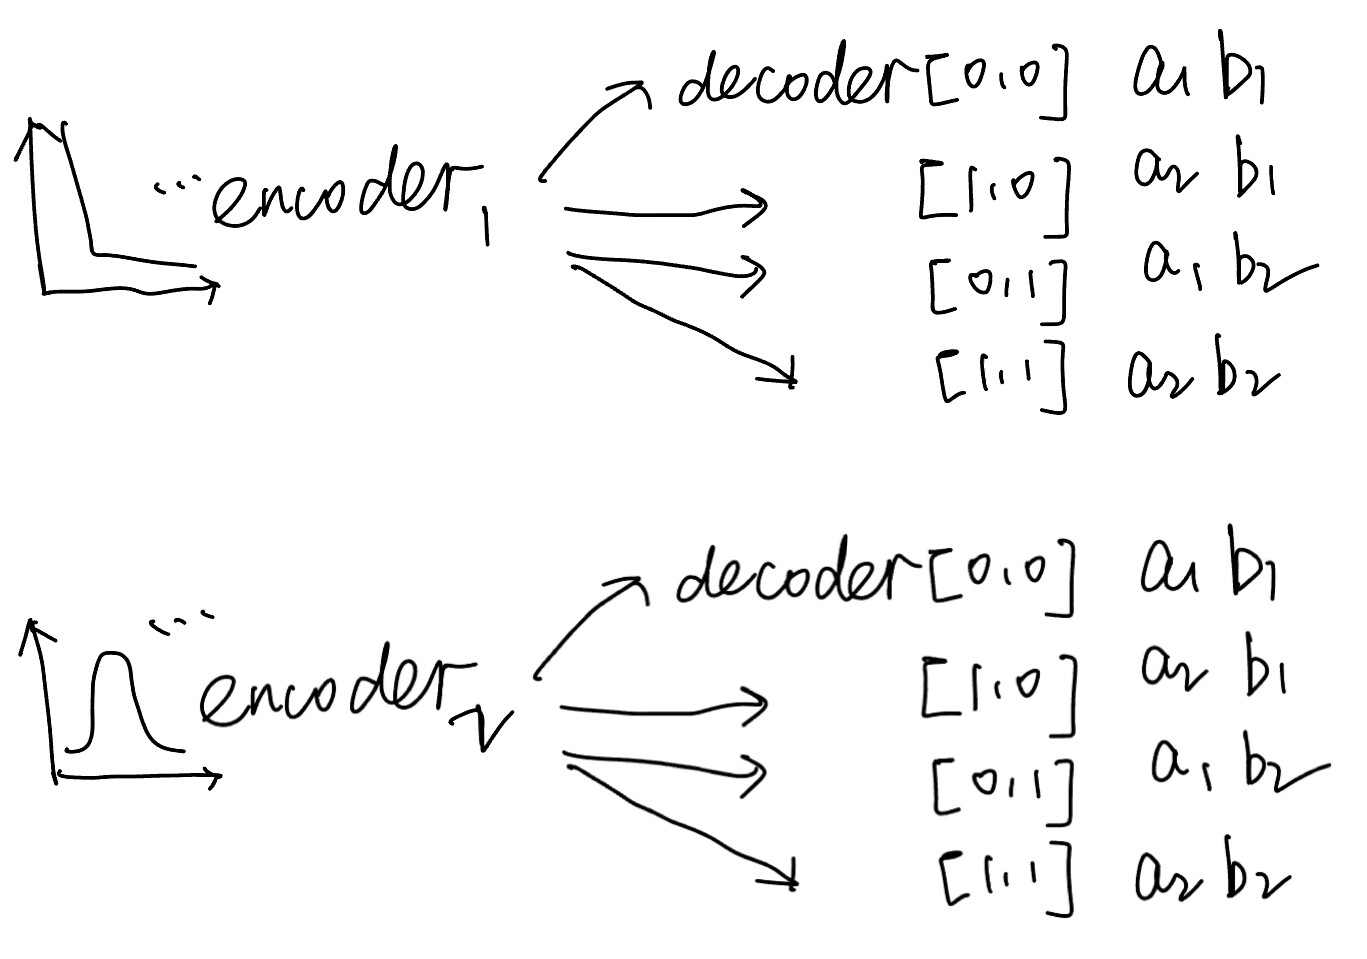 decoder [0,0] a1 b1
... encoder1
[1,0] a2 b1
[0,1] a1 b2
[1,1] a2 b2
decoder [0,0] a1 b1
... encoder2
[1,0] a2 b1
[0,1] a1 b2
[1,1] a2 b2